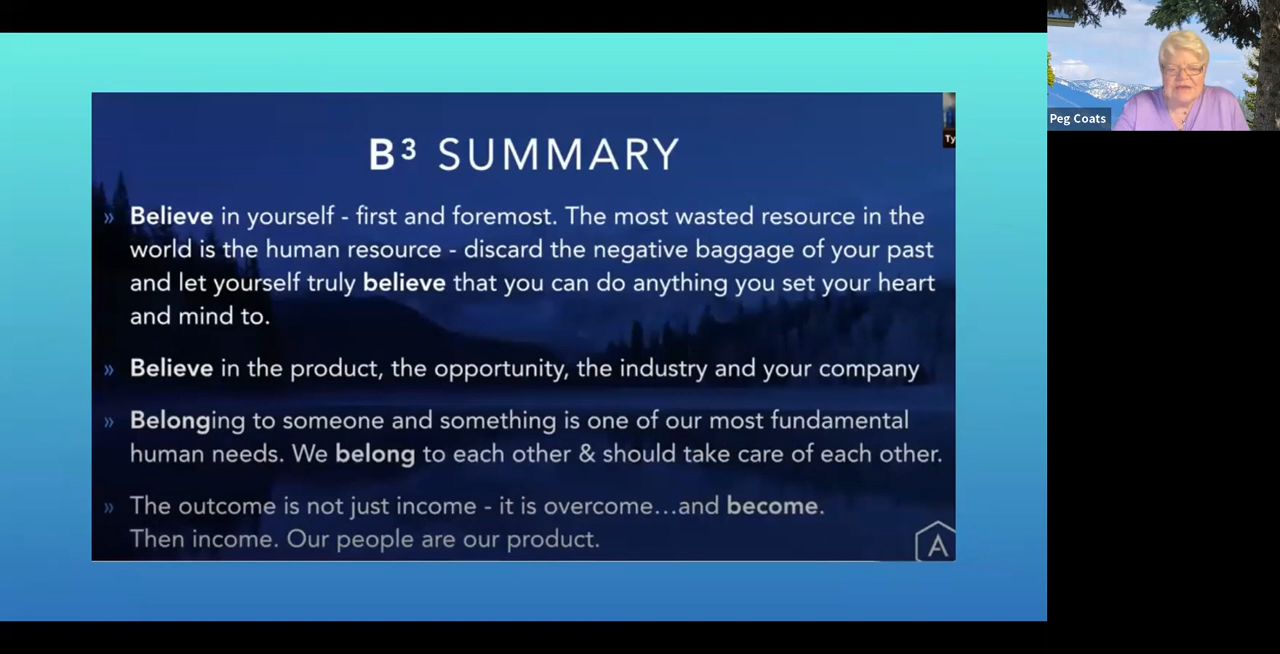 B³ SUMMARY
» Believe in yourself - first and foremost. The most wasted resource in the
world is the human resource - discard the negative baggage of your past
and let yourself truly believe that you can do anything you set your heart
and mind to.
» Believe in the product, the opportunity, the industry and your company
» Belonging to someone and something is one of our most fundamental
human needs. We belong to each other & should take care of each other.
» The outcome is not just income - it is overcome...and become.
Then income. Our people are our product.
A
Ty
Peg Coats